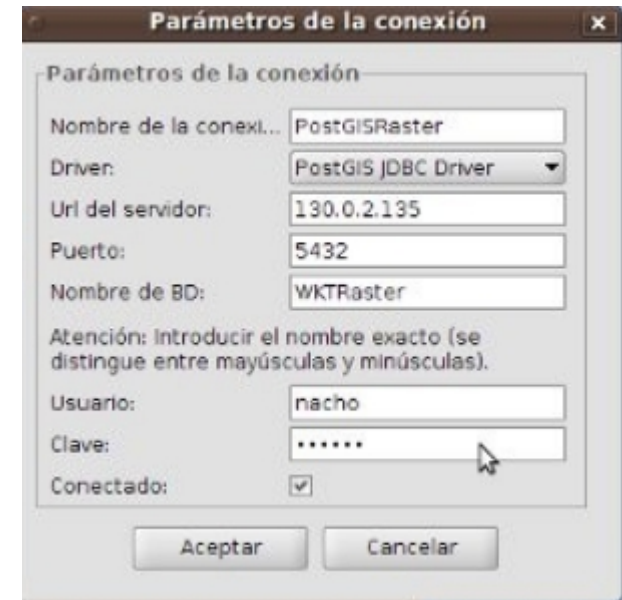 Parámetros de la conexión
Parámetros de la conexión
Nombre de la conexi... PostGISRaster
Driver: PostGIS JDBC Driver
Url del servidor: 130.0.2.135
Puerto: 5432
Nombre de BD: WKTRaster
Atención: Introducir el nombre exacto (se
distingue entre mayúsculas y minúsculas).
Usuario: nacho
Clave: ••••••
Conectado:
Aceptar Cancelar